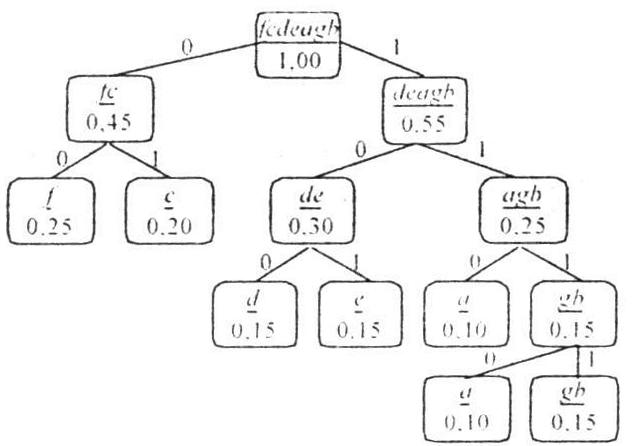 fcdeagb
0 1
1,00
fc deagb
0,45 0,55
0 1 0 1
f c de agb
0,25 0,20 0,30 0,25
0 1 0 1
d e a gb
0,15 0,15 0,10 0,15
0 1
a gb
0,10 0,15